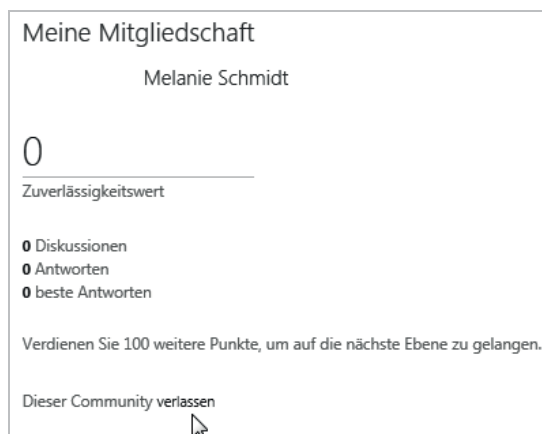 Meine Mitgliedschaft
Melanie Schmidt
0
Zuverlässigkeitswert
0 Diskussionen
0 Antworten
0 beste Antworten
Verdienen Sie 100 weitere Punkte, um auf die nächste Ebene zu gelangen.
Dieser Community verlassen